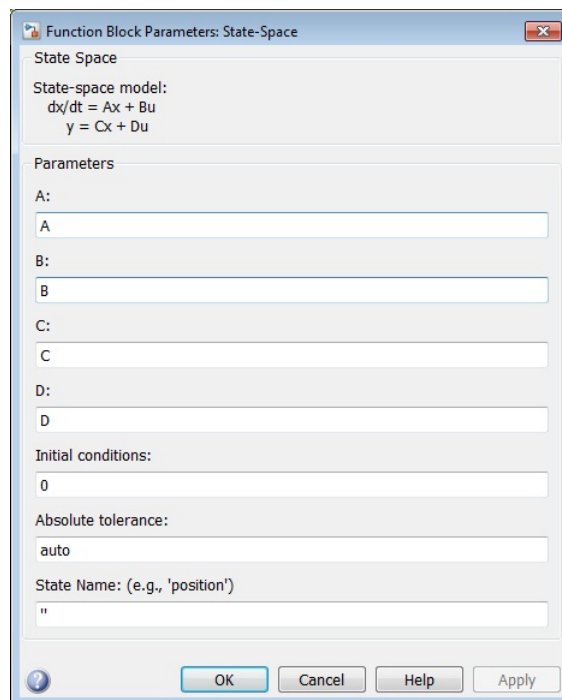 Function Block Parameters: State-Space
State Space
State-space model:
dx/dt = Ax + Bu
y = Cx + Du
Parameters
A:
A
B:
B
C:
C
D:
D
Initial conditions:
0
Absolute tolerance:
auto
State Name: (e.g., 'position')
''
OK Cancel Help Apply